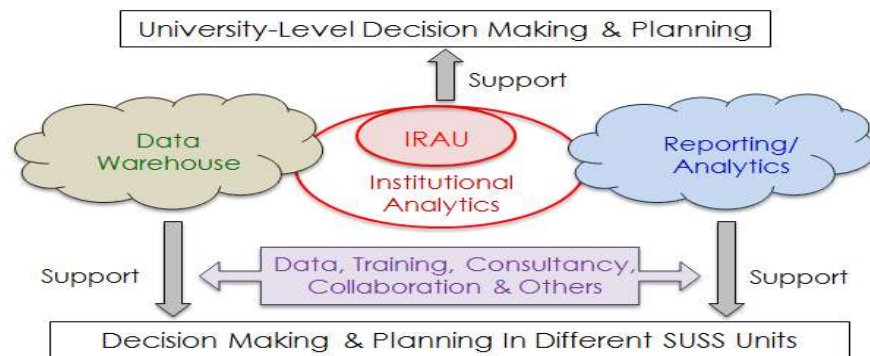 University-Level Decision Making & Planning
Support
Data
Warehouse
IRAU
Institutional
Analytics
Reporting/
Analytics
Support
Data, Training, Consultancy,
Collaboration & Others
Support
Decision Making & Planning In Different SUSS Units